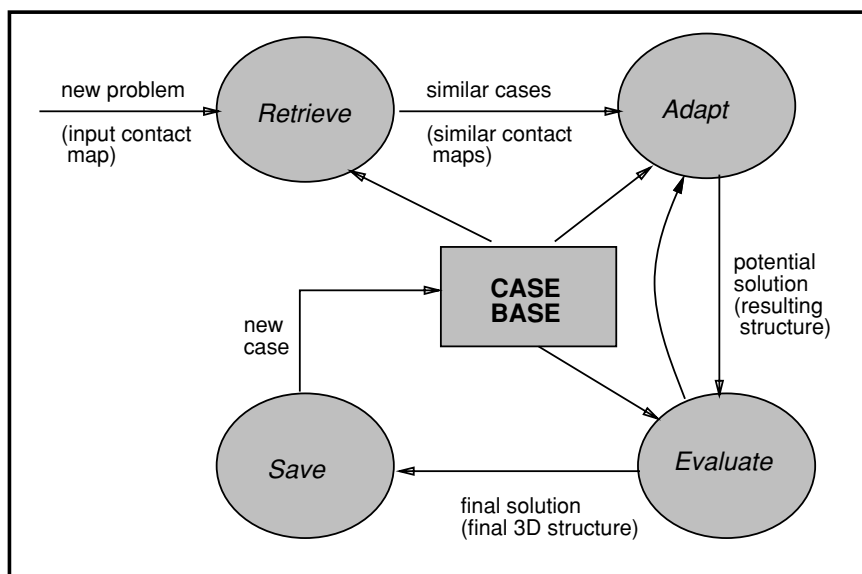 new problem
(input contact
map)
Retrieve
similar cases
(similar contact
maps)
Adapt
CASE
BASE
potential
solution
(resulting
structure)
new
case
Save
Evaluate
final solution
(final 3D structure)